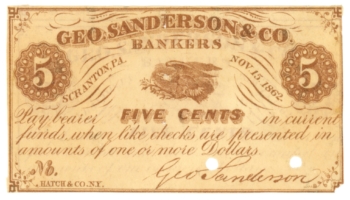 GEO. SANDERSON & CO.
BANKERS
5 SCRANTON, PA. NOV. 15. 1862. 5
Pay bearer FIVE CENTS in current
funds, when like checks are presented in
amounts of one or more Dollars.
No.
Geo Sanderson
HATCH & CO. N.Y.